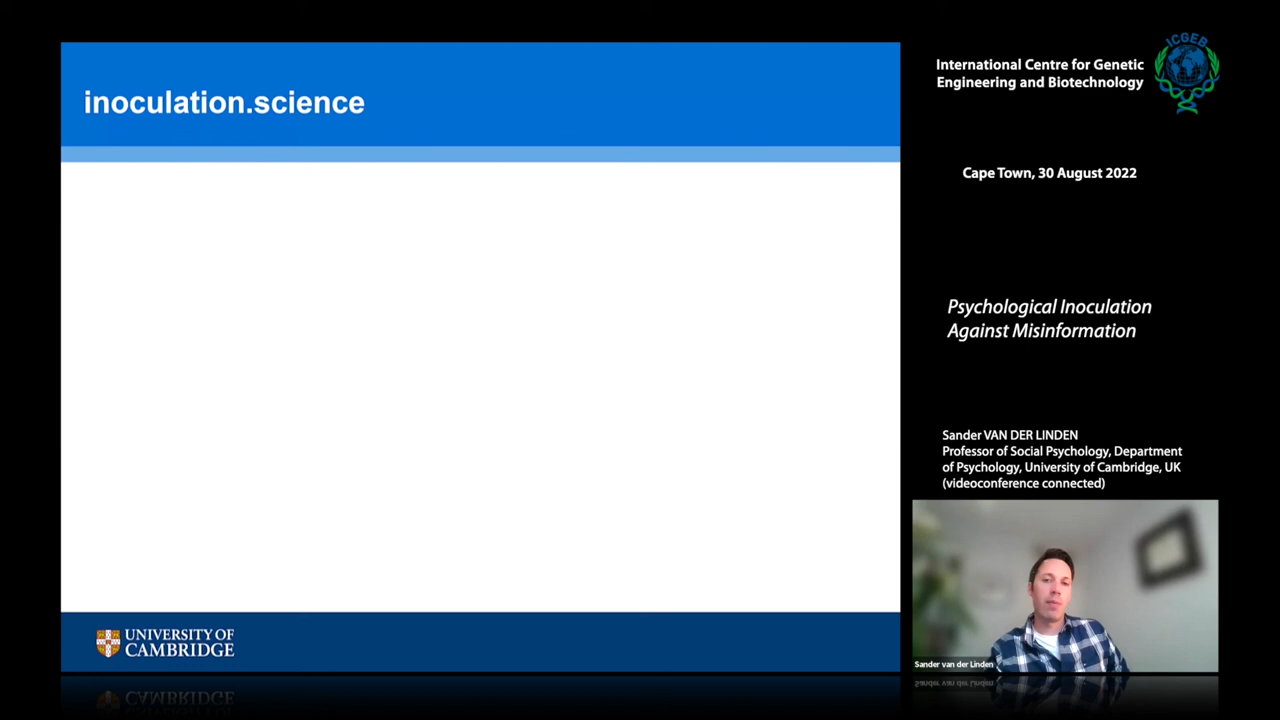 inoculation.science
UNIVERSITY OF
CAMBRIDGE
ICGEB
International Centre for Genetic
Engineering and Biotechnology
Cape Town, 30 August 2022
Psychological Inoculation
Against Misinformation
Sander VAN DER LINDEN
Professor of Social Psychology, Department
of Psychology, University of Cambridge, UK
(videoconference connected)
Sander van der Linden